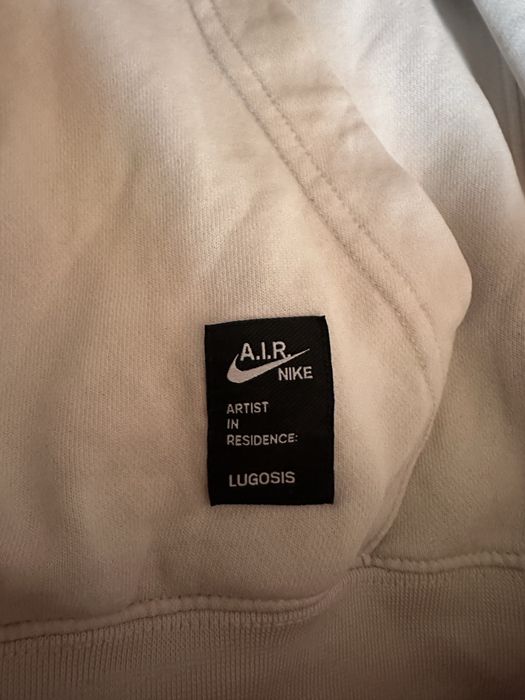 A.I.R.
NIKE
ARTIST
IN
RESIDENCE:
LUGOSIS